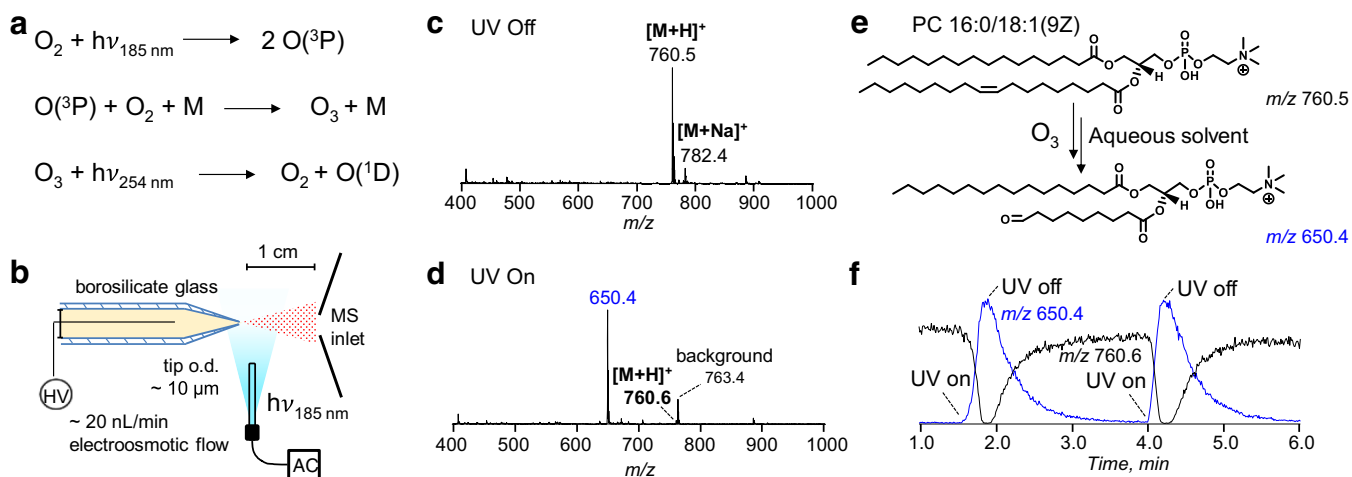 a
O₂ + hν₁₈₅ ₙₘ → 2 O(³P)
O(³P) + O₂ + M → O₃ + M
O₃ + hν₂₅₄ ₙₘ → O₂ + O(¹D)
b
1 cm
borosilicate glass
MS
inlet
tip o.d.
~ 10 µm
HV
hν₁₈₅ ₙₘ
~ 20 nL/min
electroosmotic flow
AC
c UV Off
[M+H]⁺
760.5
[M+Na]⁺
782.4
400 500 600 700 800 900 1000
m/z
d UV On
650.4
background
[M+H]⁺ 763.4
760.6
400 500 600 700 800 900 1000
m/z
e PC 16:0/18:1(9Z)
O O P O O OH N ⊕
H
O
O
m/z 760.5
O₃ Aqueous solvent
O O P O O OH N ⊕
H
O
O O
m/z 650.4
f
UV off UV off
m/z 650.4
m/z 760.6
UV on UV on
1.0 2.0 3.0 4.0 5.0 6.0
Time, min